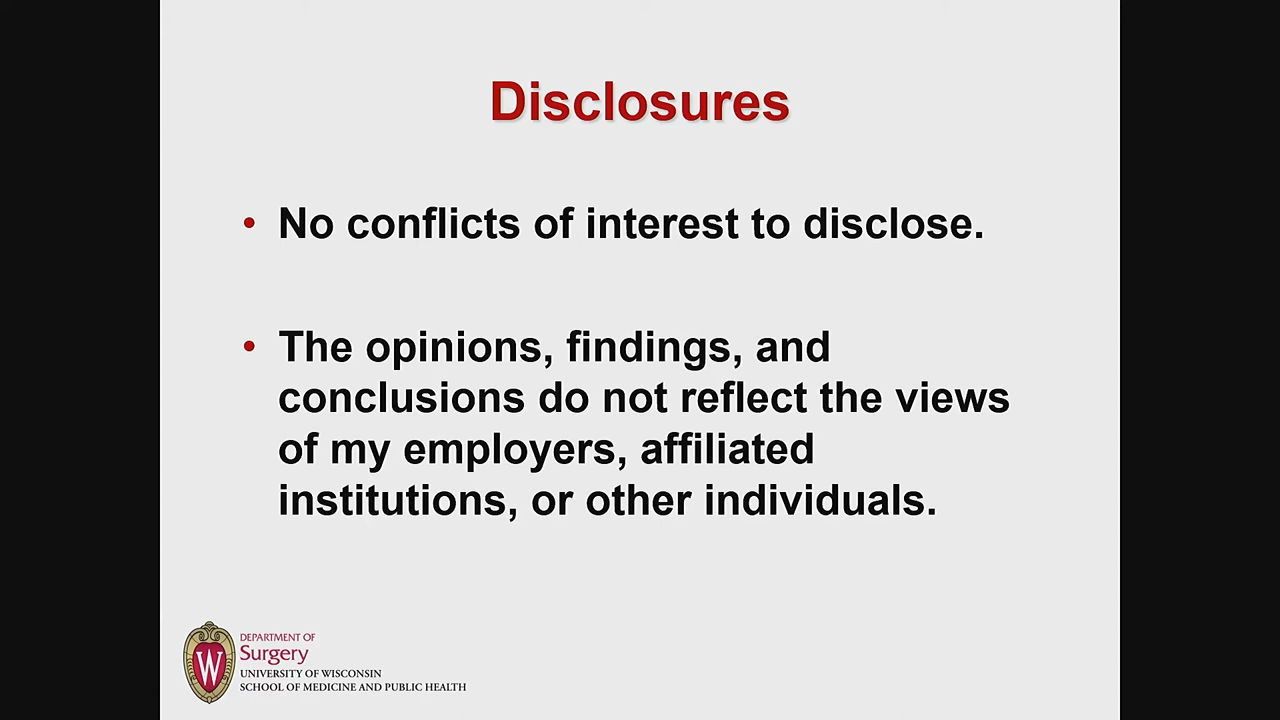 Disclosures
• No conflicts of interest to disclose.
• The opinions, findings, and
conclusions do not reflect the views
of my employers, affiliated
institutions, or other individuals.
W
DEPARTMENT OF
Surgery
UNIVERSITY OF WISCONSIN
SCHOOL OF MEDICINE AND PUBLIC HEALTH